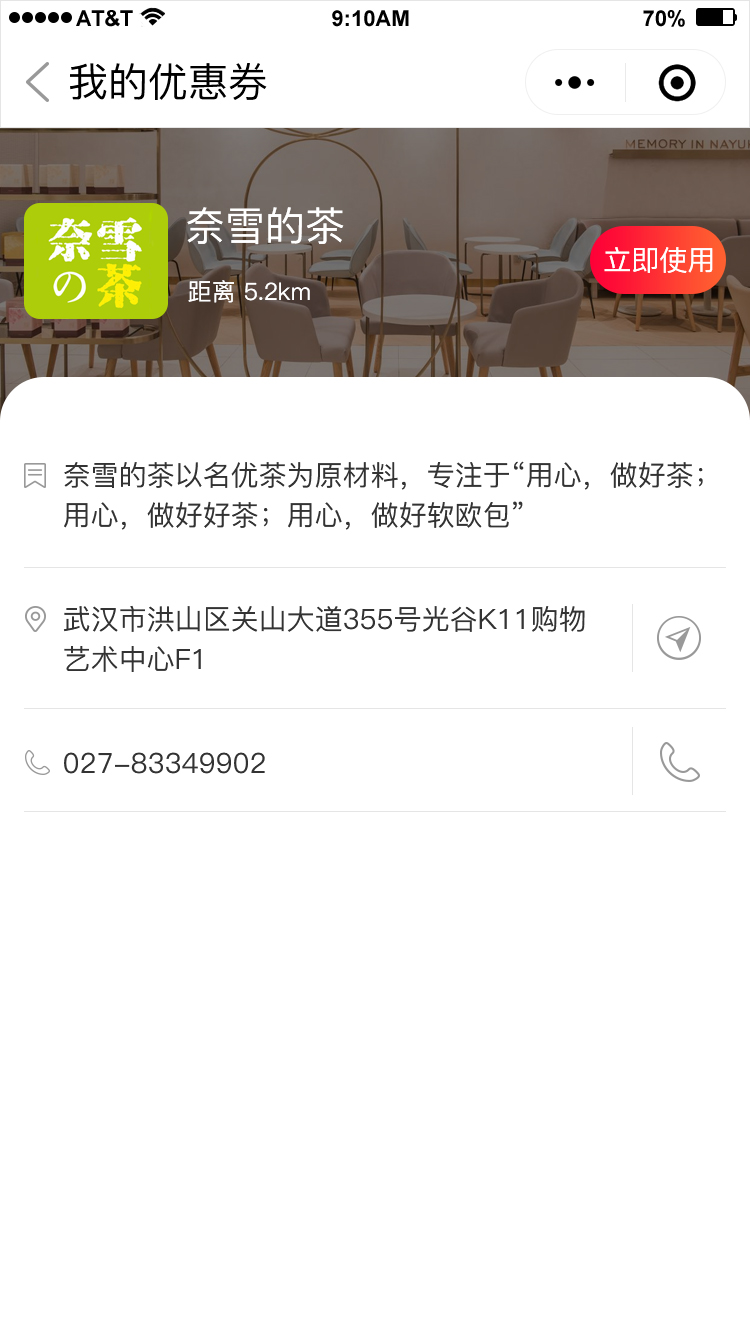 AT&T 9:10AM 70%
我的优惠券
MEMORY IN NAYU
奈雪
の茶
奈雪的茶
立即使用
距离 5.2km
奈雪的茶以名优茶为原材料，专注于“用心，做好茶；
用心，做好好茶；用心，做好软欧包”
武汉市洪山区关山大道355号光谷K11购物
艺术中心F1
027-83349902